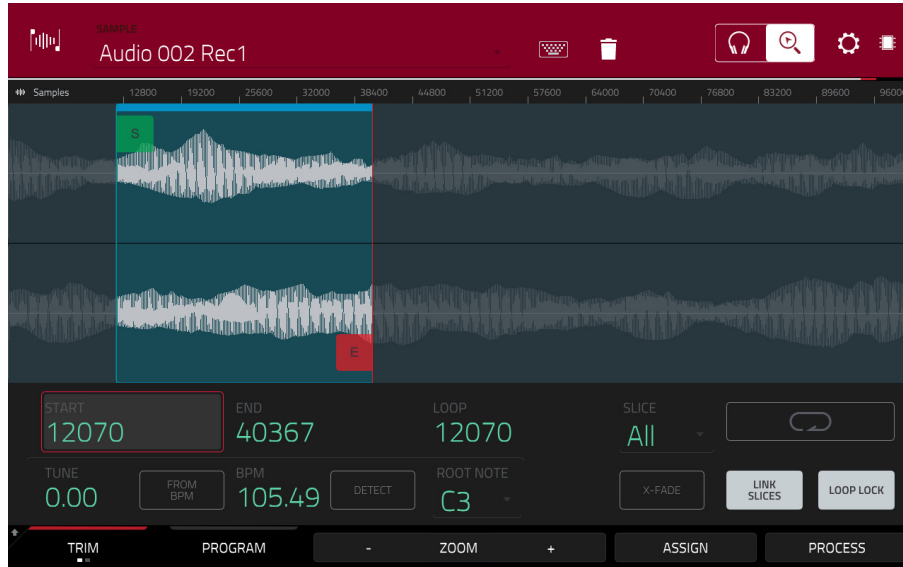 SAMPLE
Audio 002 Rec1
Samples 12800 19200 25600 32000 38400 44800 51200 57600 64000 70400 76800 83200 89600 9600
S
E
START END LOOP SLICE
12070 40367 12070 All
TUNE BPM ROOT NOTE
0.00 FROM BPM 105.49 DETECT C3 X-FADE LINK SLICES LOOP LOCK
TRIM PROGRAM - ZOOM + ASSIGN PROCESS